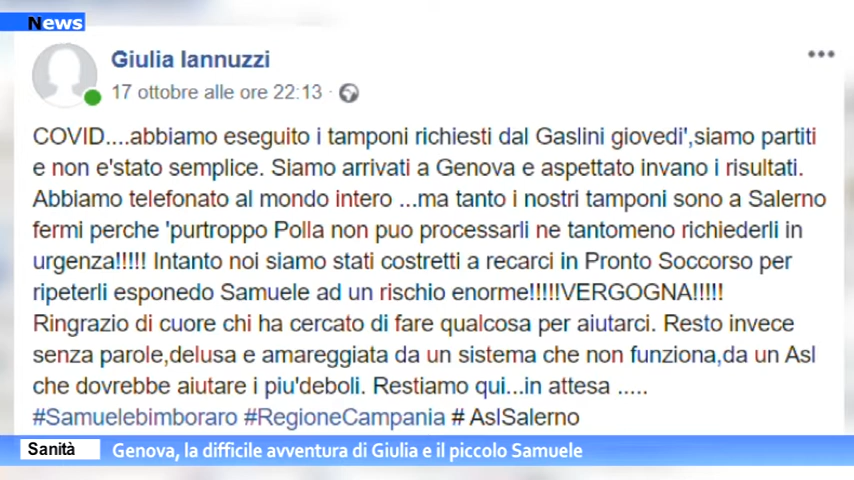 News
Giulia Iannuzzi
17 ottobre alle ore 22:13 ·
COVID....abbiamo eseguito i tamponi richiesti dal Gaslini giovedi',siamo partiti
e non e'stato semplice. Siamo arrivati a Genova e aspettato invano i risultati.
Abbiamo telefonato al mondo intero ...ma tanto i nostri tamponi sono a Salerno
fermi perche 'purtroppo Polla non puo processarli ne tantomeno richiederli in
urgenza!!!!! Intanto noi siamo stati costretti a recarci in Pronto Soccorso per
ripeterli esponedo Samuele ad un rischio enorme!!!!!VERGOGNA!!!!!
Ringrazio di cuore chi ha cercato di fare qualcosa per aiutarci. Resto invece
senza parole,delusa e amareggiata da un sistema che non funziona,da un Asl
che dovrebbe aiutare i piu'deboli. Restiamo qui...in attesa .....
#Samuelebimboraro #RegioneCampania # AslSalerno
Sanità Genova, la difficile avventura di Giulia e il piccolo Samuele